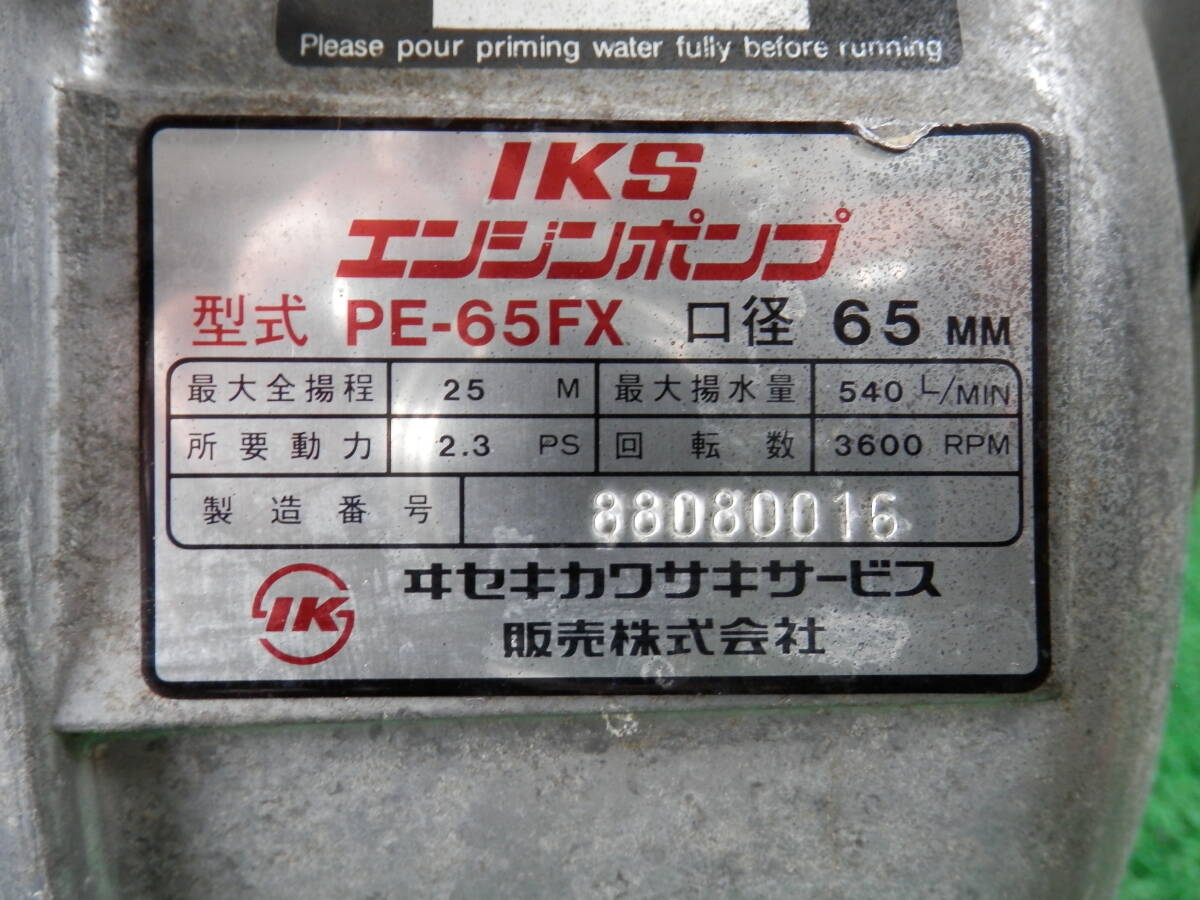 Please pour priming water fully before running
IKS
エンジンポンプ
型式 PE-65FX 口径 65 MM
最大全揚程 25 M 最大揚水量 540 L/MIN
所要動力 2.3 PS 回転数 3600 RPM
製造番号 88080016
IK ヰセキカワサキサービス
販売株式会社